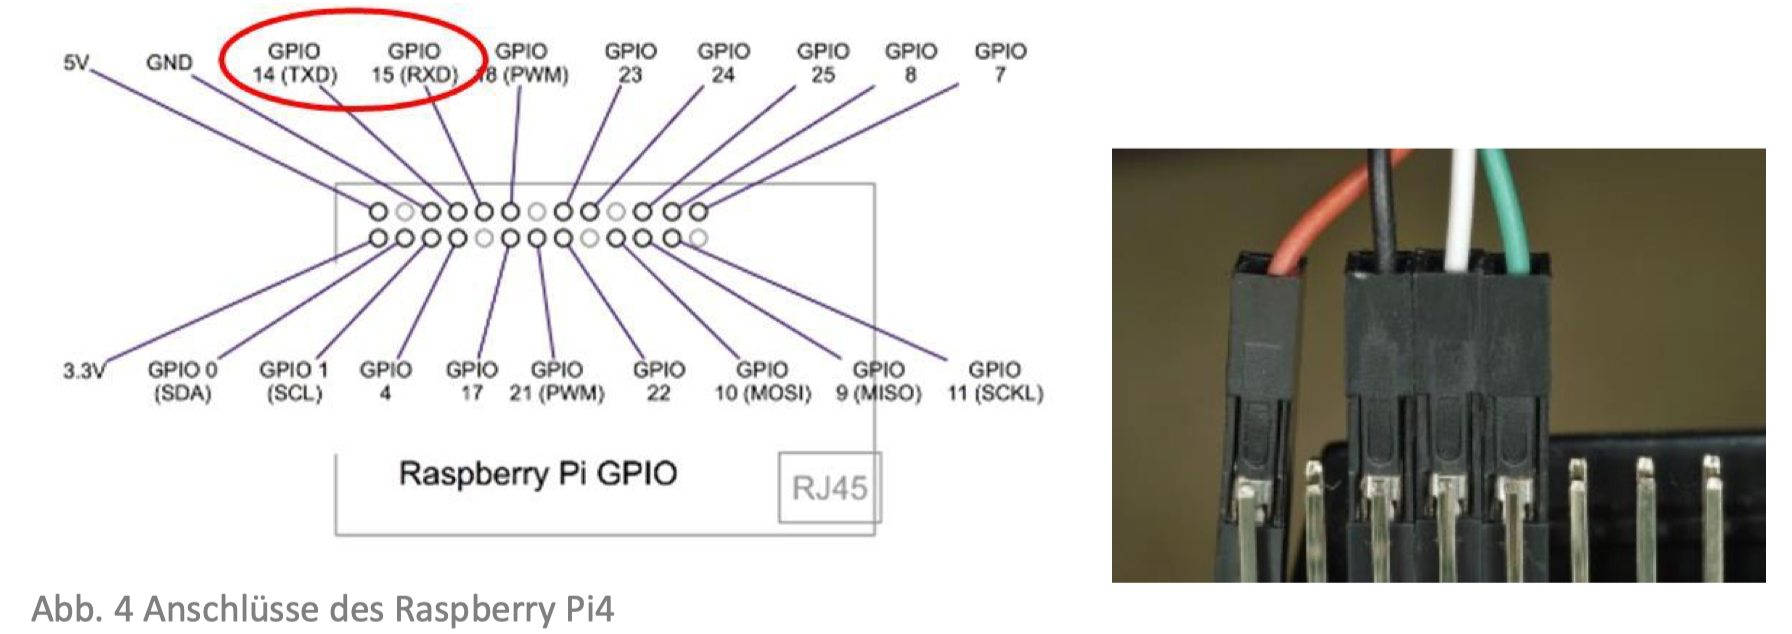 5V
GND
GPIO
14 (TXD)
GPIO
15 (RXD)
GPIO
18 (PWM)
GPIO
23
GPIO
24
GPIO
25
GPIO
8
GPIO
7
3.3V
GPIO 0
(SDA)
GPIO 1
(SCL)
GPIO
4
GPIO
17
GPIO
21 (PWM)
GPIO
22
GPIO
10 (MOSI)
GPIO
9 (MISO)
GPIO
11 (SCKL)
Raspberry Pi GPIO
RJ45
Abb. 4 Anschlüsse des Raspberry Pi4